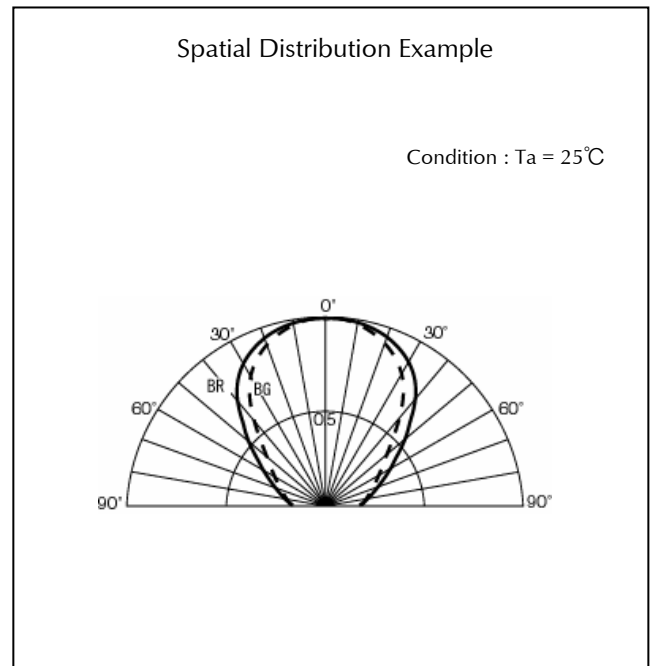 Spatial Distribution Example
Condition : Ta = 25℃
0°
30° 30°
BR BG
60° 0.5 60°
90° 90°